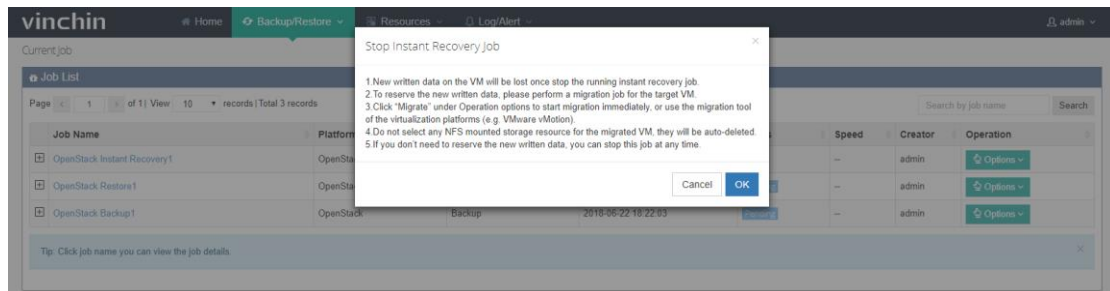 vinchin
Home
Backup/Restore
Resources
Log/Alert
admin
Current job
Stop Instant Recovery Job
Job List
1.New written data on the VM will be lost once stop the running instant recovery job.
2.To reserve the new written data, please perform a migration job for the target VM.
3.Click "Migrate" under Operation options to start migration immediately, or use the migration tool
of the virtualization platforms (e.g. VMware vMotion).
4.Do not select any NFS mounted storage resource for the migrated VM, they will be auto-deleted.
5.If you don't need to reserve the new written data, you can stop this job at any time.
Cancel OK
Page 1 of 1| View 10 records | Total 3 records
Search by job name Search
Job Name Platform Speed Creator Operation
OpenStack Instant Recovery1 OpenSta -- admin Options
OpenStack Restore1 OpenSta -- admin Options
OpenStack Backup1 OpenStack Backup 2018-06-22 18:22:03 Pending -- admin Options
Tip: Click job name you can view the job details.